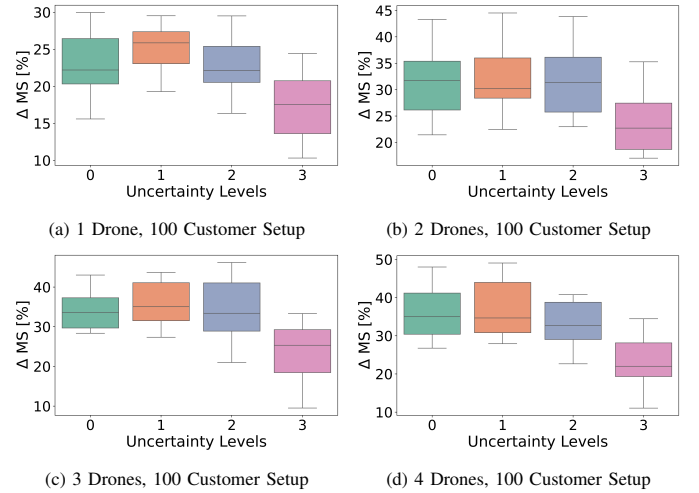 30
25
20
15
10
Δ MS [%]
0 1 2 3
Uncertainty Levels
(a) 1 Drone, 100 Customer Setup
45
40
35
30
25
20
Δ MS [%]
0 1 2 3
Uncertainty Levels
(b) 2 Drones, 100 Customer Setup
40
30
20
10
Δ MS [%]
0 1 2 3
Uncertainty Levels
(c) 3 Drones, 100 Customer Setup
50
40
30
20
10
Δ MS [%]
0 1 2 3
Uncertainty Levels
(d) 4 Drones, 100 Customer Setup